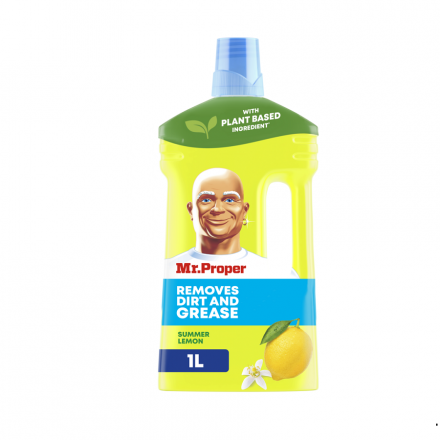 WITH
PLANT BASED
INGREDIENT*
Mr.Proper
REMOVES
DIRT AND
GREASE
SUMMER
LEMON
1L